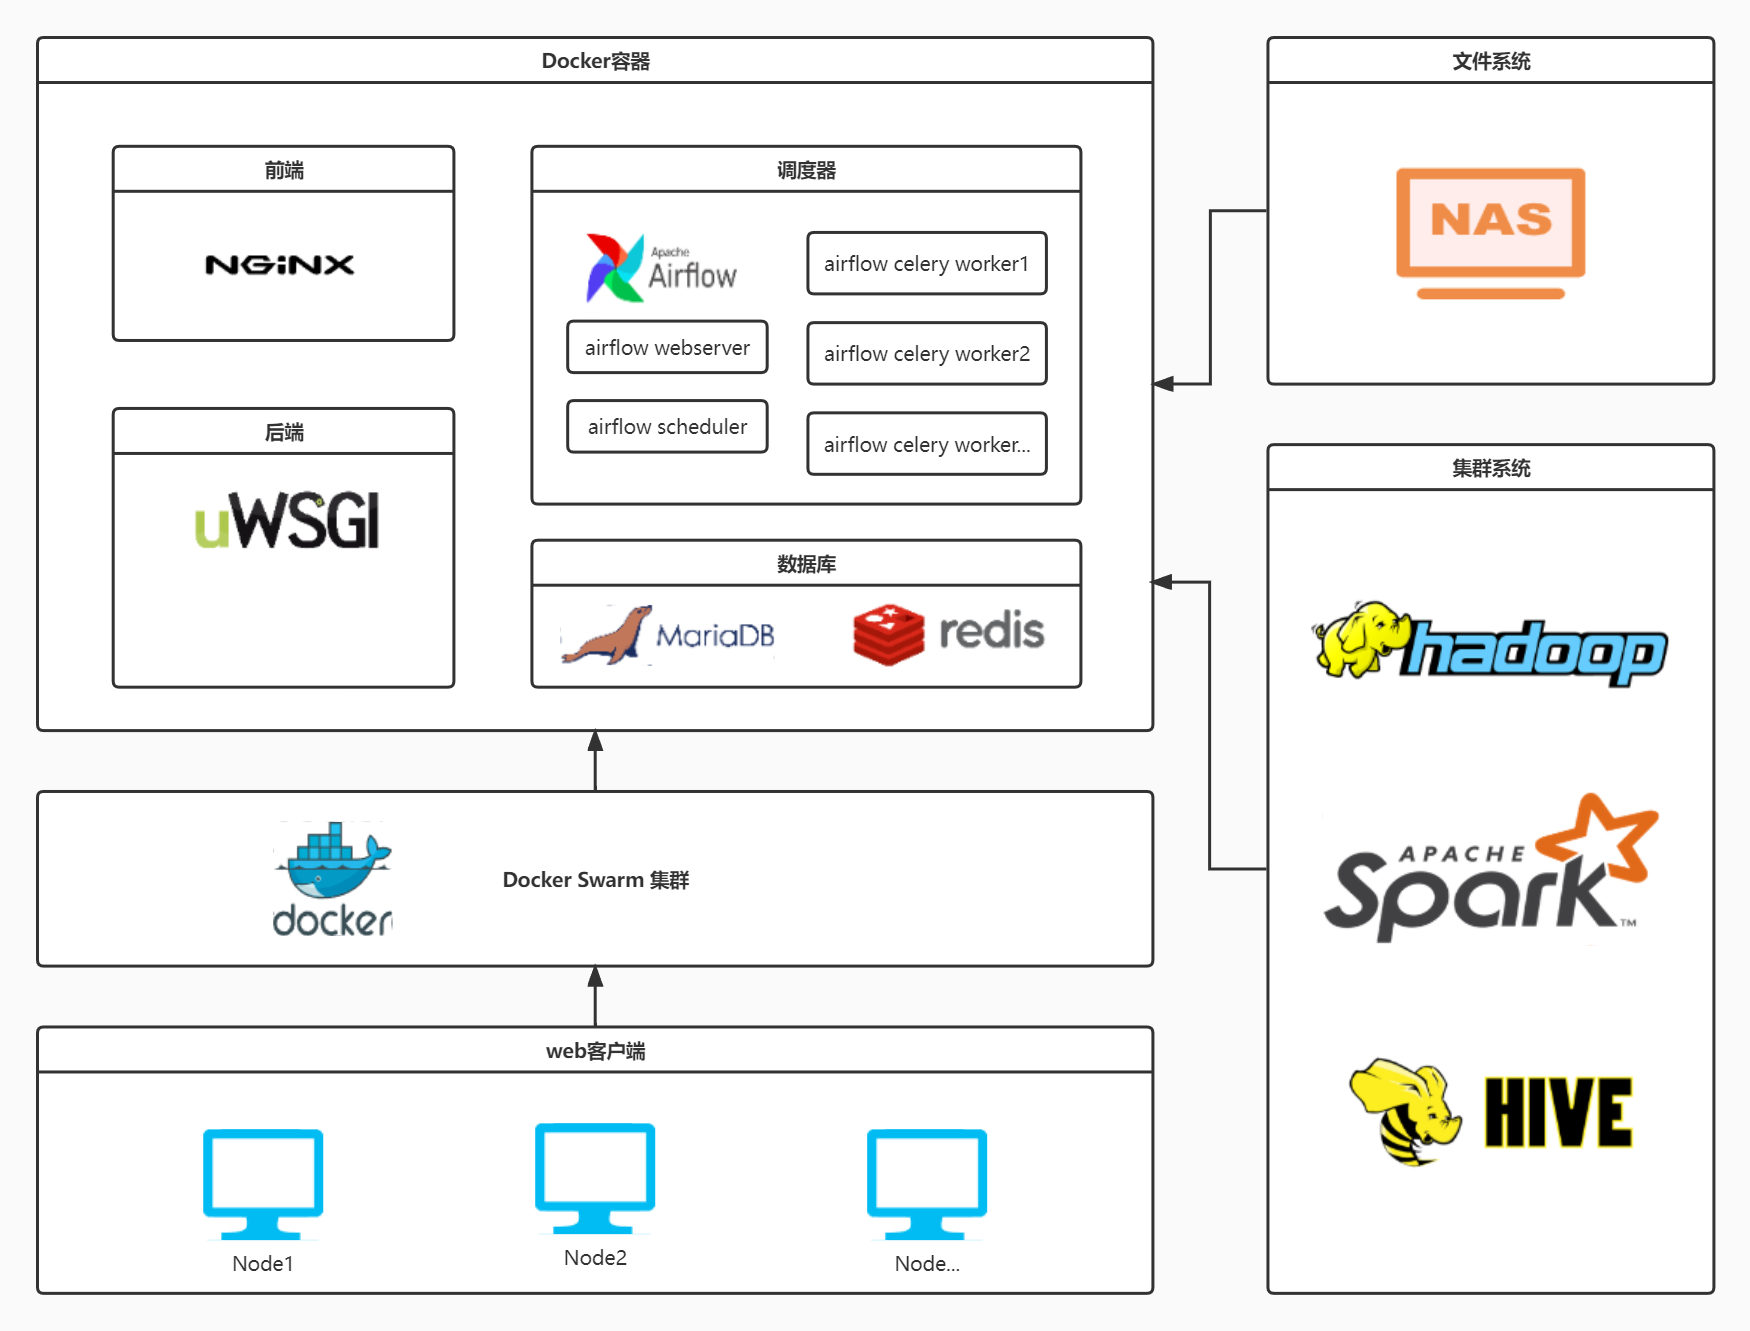 Docker容器
前端
NGiNX
后端
uWSGI
调度器
Apache
Airflow
airflow webserver
airflow scheduler
airflow celery worker1
airflow celery worker2
airflow celery worker...
数据库
MariaDB
redis
docker
Docker Swarm 集群
web客户端
Node1
Node2
Node...
文件系统
NAS
集群系统
hadoop
APACHE
Spark™
HIVE